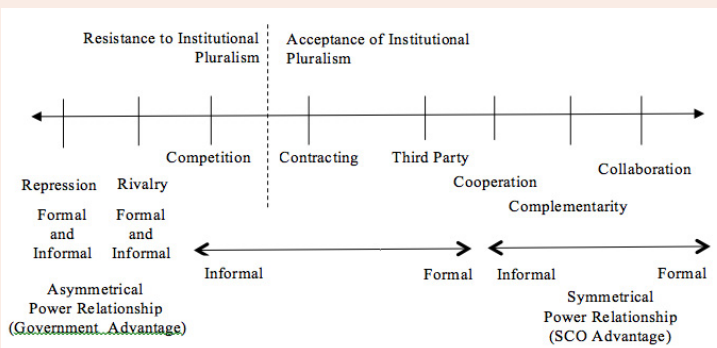 Resistance to Institutional
Pluralism
Acceptance of Institutional
Pluralism
Competition
Contracting
Third Party
Collaboration
Repression
Rivalry
Cooperation
Complementarity
Formal
and
Informal
Formal
and
Informal
Informal
Formal
Informal
Formal
Asymmetrical
Power Relationship
(Government Advantage)
Symmetrical
Power Relationship
(SCO Advantage)